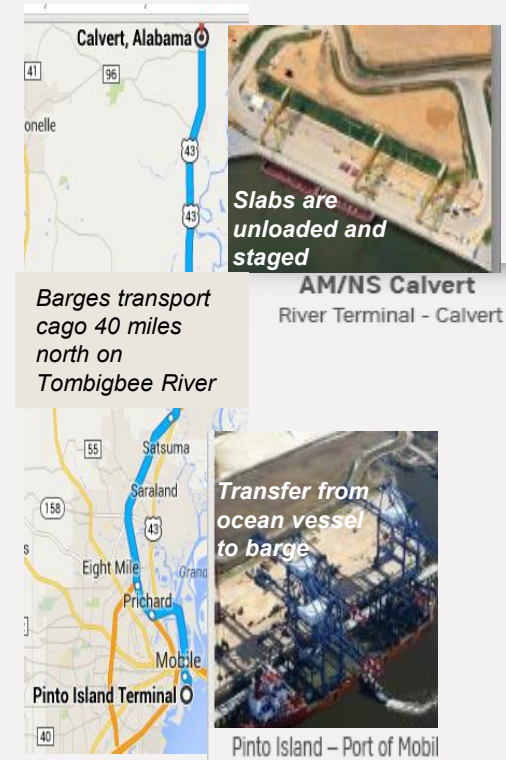 Calvert, Alabama
41
96
onelle
43
43
Slabs are
unloaded and
staged
AM/NS Calvert
River Terminal - Calvert
Barges transport
cago 40 miles
north on
Tombigbee River
55
Satsuma
Saraland
158
43
Eight Mile
Grand
Prichard
Mobile
Pinto Island Terminal
40
Transfer from
ocean vessel
to barge
Pinto Island – Port of Mobil